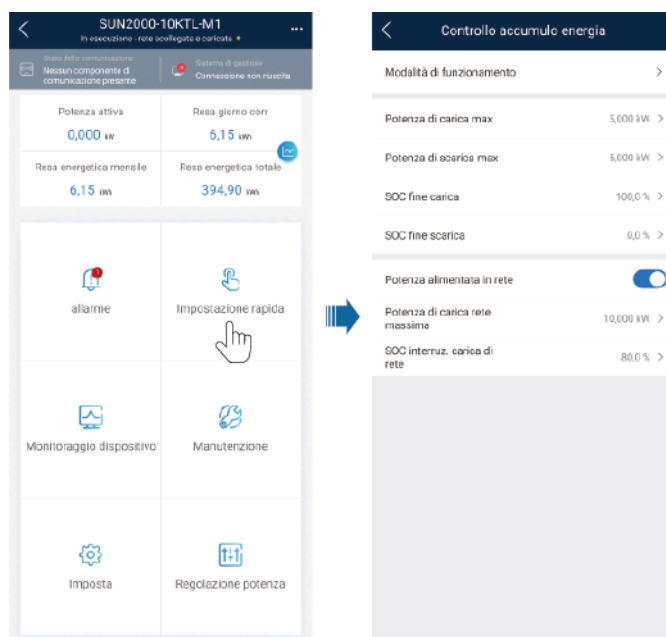 SUN2000-10KTL-M1
In esecuzione - rete scollegata e caricata
Stato della comunicazione
Nessun componente di
comunicazione presente
Sistema di gestione
Connessione non riuscita
Potenza attiva
0,000 kW
Resa giorno corr
6,15 kWh
Resa energetica mensile
6,15 kWh
Resa energetica totale
394,90 kWh
allarme
Impostazione rapida
Monitoraggio dispositivo
Manutenzione
Imposta
Regolazione potenza
Controllo accumulo energia
Modalità di funzionamento
Potenza di carica max
5,000 kW
Potenza di scarica max
5,000 kW
SOC fine carica
100,0 %
SOC fine scarica
0,0 %
Potenza alimentata in rete
Potenza di carica rete
massima
10,000 kW
SOC interruz. carica di
rete
80,0 %